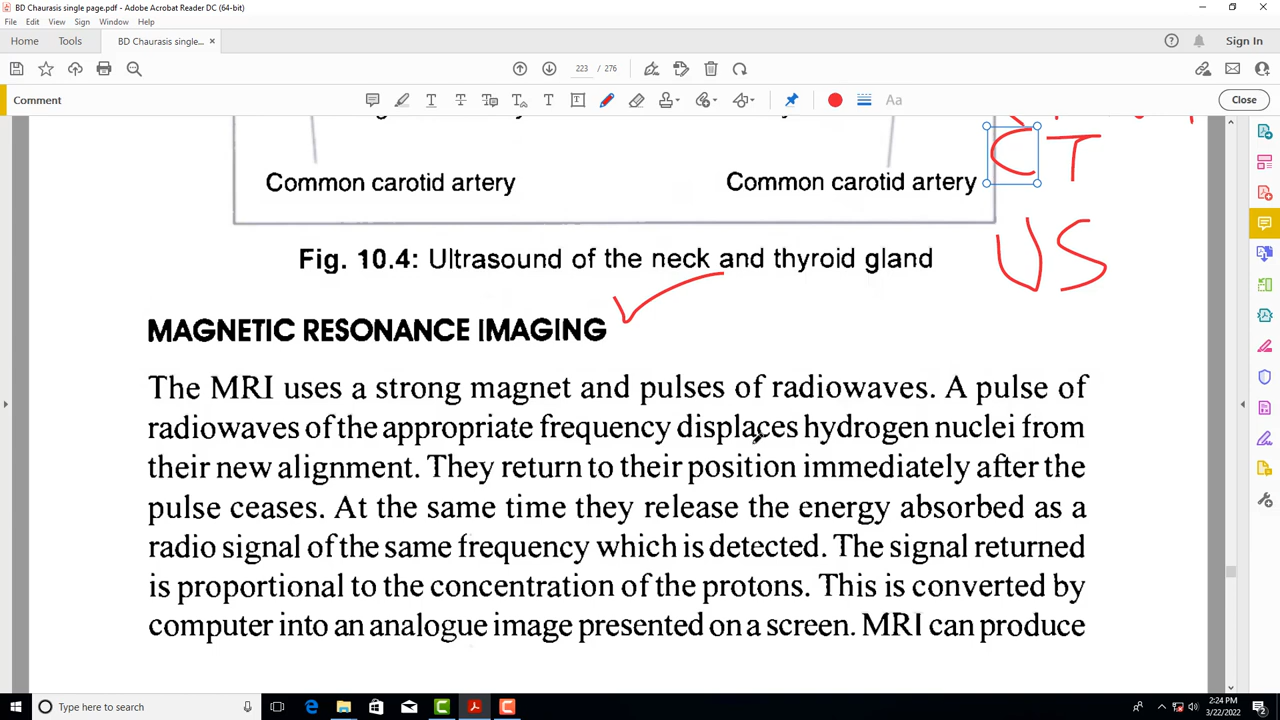 BD Chaurasis single page.pdf - Adobe Acrobat Reader DC (64-bit)
File Edit View Sign Window Help
Home Tools BD Chaurasis single... × Sign In
223 / 276
Comment Close
Common carotid artery Common carotid artery
CT
Fig. 10.4: Ultrasound of the neck and thyroid gland
US
MAGNETIC RESONANCE IMAGING
The MRI uses a strong magnet and pulses of radiowaves. A pulse of
radiowaves of the appropriate frequency displaces hydrogen nuclei from
their new alignment. They return to their position immediately after the
pulse ceases. At the same time they release the energy absorbed as a
radio signal of the same frequency which is detected. The signal returned
is proportional to the concentration of the protons. This is converted by
computer into an analogue image presented on a screen. MRI can produce
Type here to search
2:24 PM
3/22/2022
2